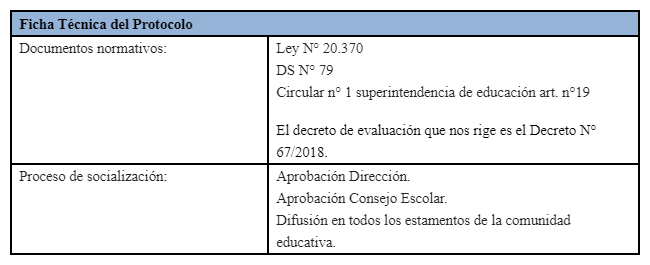 Ficha Técnica del Protocolo
Documentos normativos:
Ley N° 20.370
DS N° 79
Circular n° 1 superintendencia de educación art. n°19
El decreto de evaluación que nos rige es el Decreto N°
67/2018.
Proceso de socialización:
Aprobación Dirección.
Aprobación Consejo Escolar.
Difusión en todos los estamentos de la comunidad
educativa.